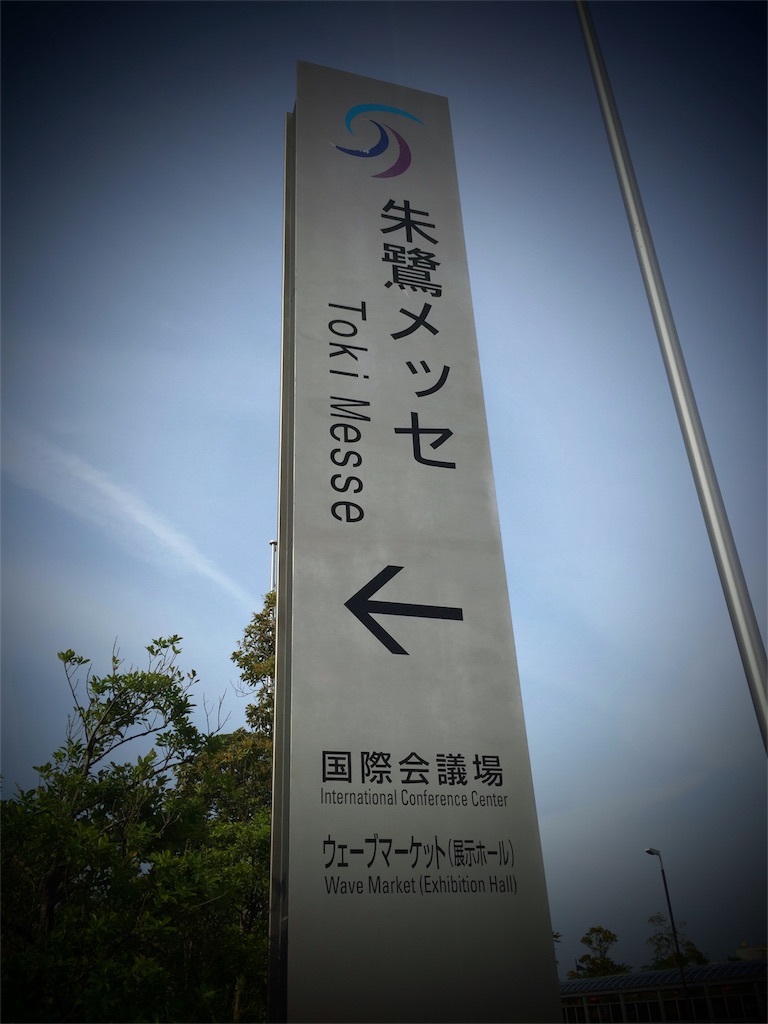 朱鷺メッセ
Toki Messe
国際会議場
International Conference Center
ウェーブマーケット(展示ホール)
Wave Market (Exhibition Hall)